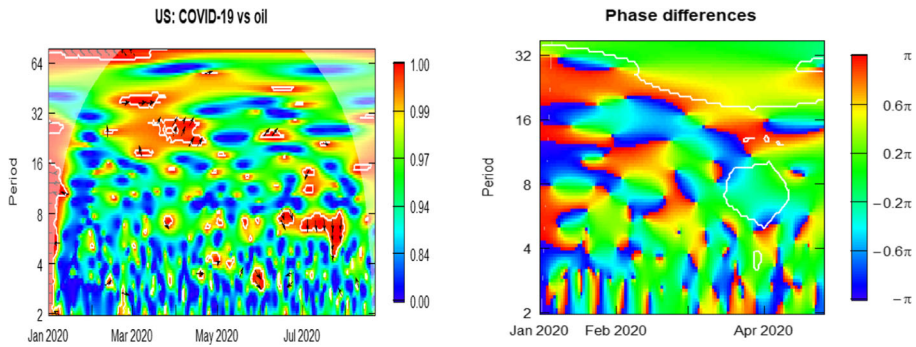 US: COVID-19 vs oil
Period
64
32
16
8
4
2
Jan 2020
Mar 2020
May 2020
Jul 2020
1.00
0.99
0.97
0.94
0.84
0.00
Phase differences
Period
32
16
8
4
2
Jan 2020
Feb 2020
Apr 2020
π
0.6π
0.2π
−0.2π
−0.6π
−π